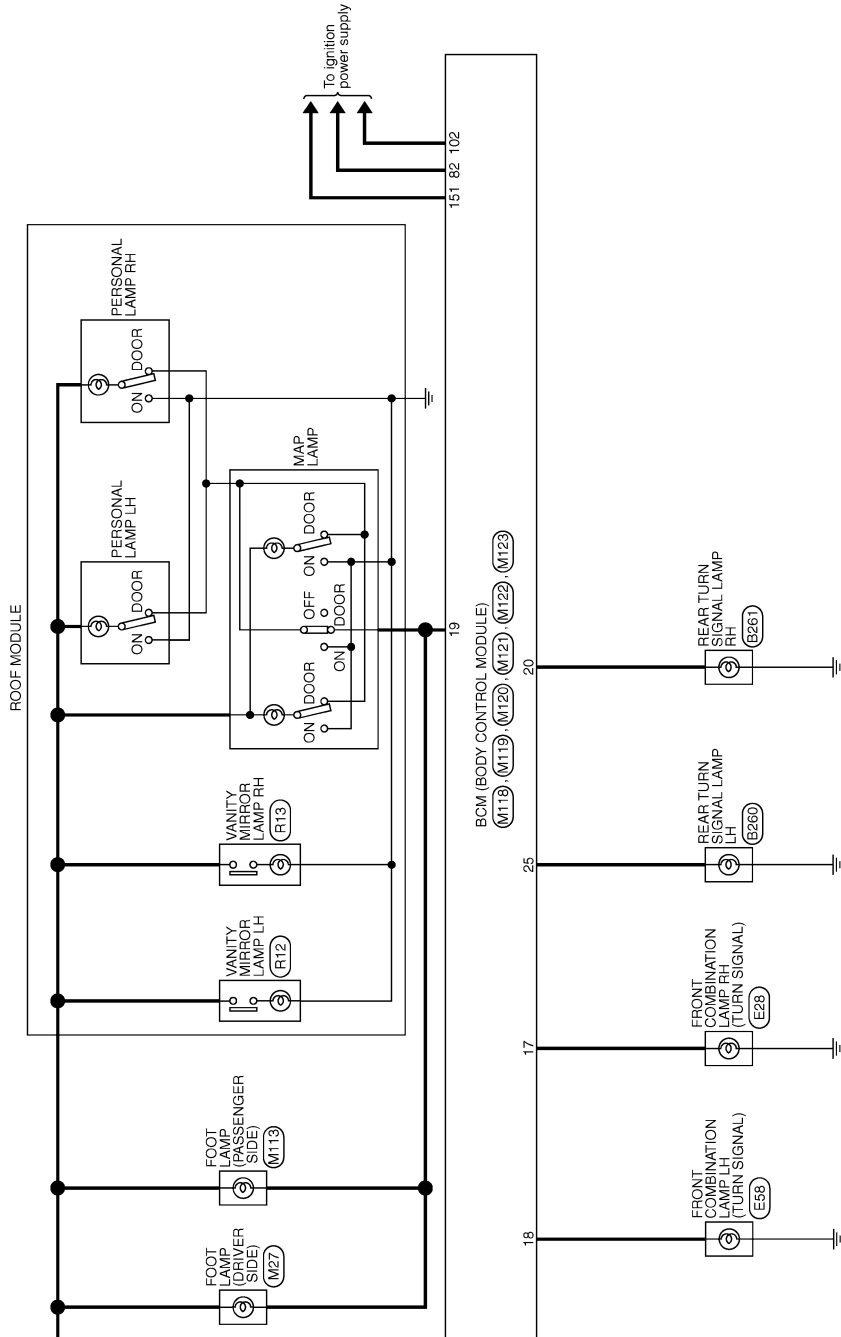 To ignition
power supply
151
82
102
ROOF MODULE
PERSONAL
LAMP RH
ON
DOOR
PERSONAL
LAMP LH
ON
DOOR
MAP
LAMP
ON
DOOR
ON
OFF
DOOR
ON
DOOR
VANITY
MIRROR
LAMP RH
R13
VANITY
MIRROR
LAMP LH
R12
FOOT
LAMP
(PASSENGER
SIDE)
M113
FOOT
LAMP
(DRIVER
SIDE)
M27
19
BCM (BODY CONTROL MODULE)
M118 , M119 , M120 , M121 , M122 , M123
18
17
25
20
FRONT
COMBINATION
LAMP LH
(TURN SIGNAL)
E58
FRONT
COMBINATION
LAMP RH
(TURN SIGNAL)
E28
REAR TURN
SIGNAL LAMP
LH
B260
REAR TURN
SIGNAL LAMP
RH
B261